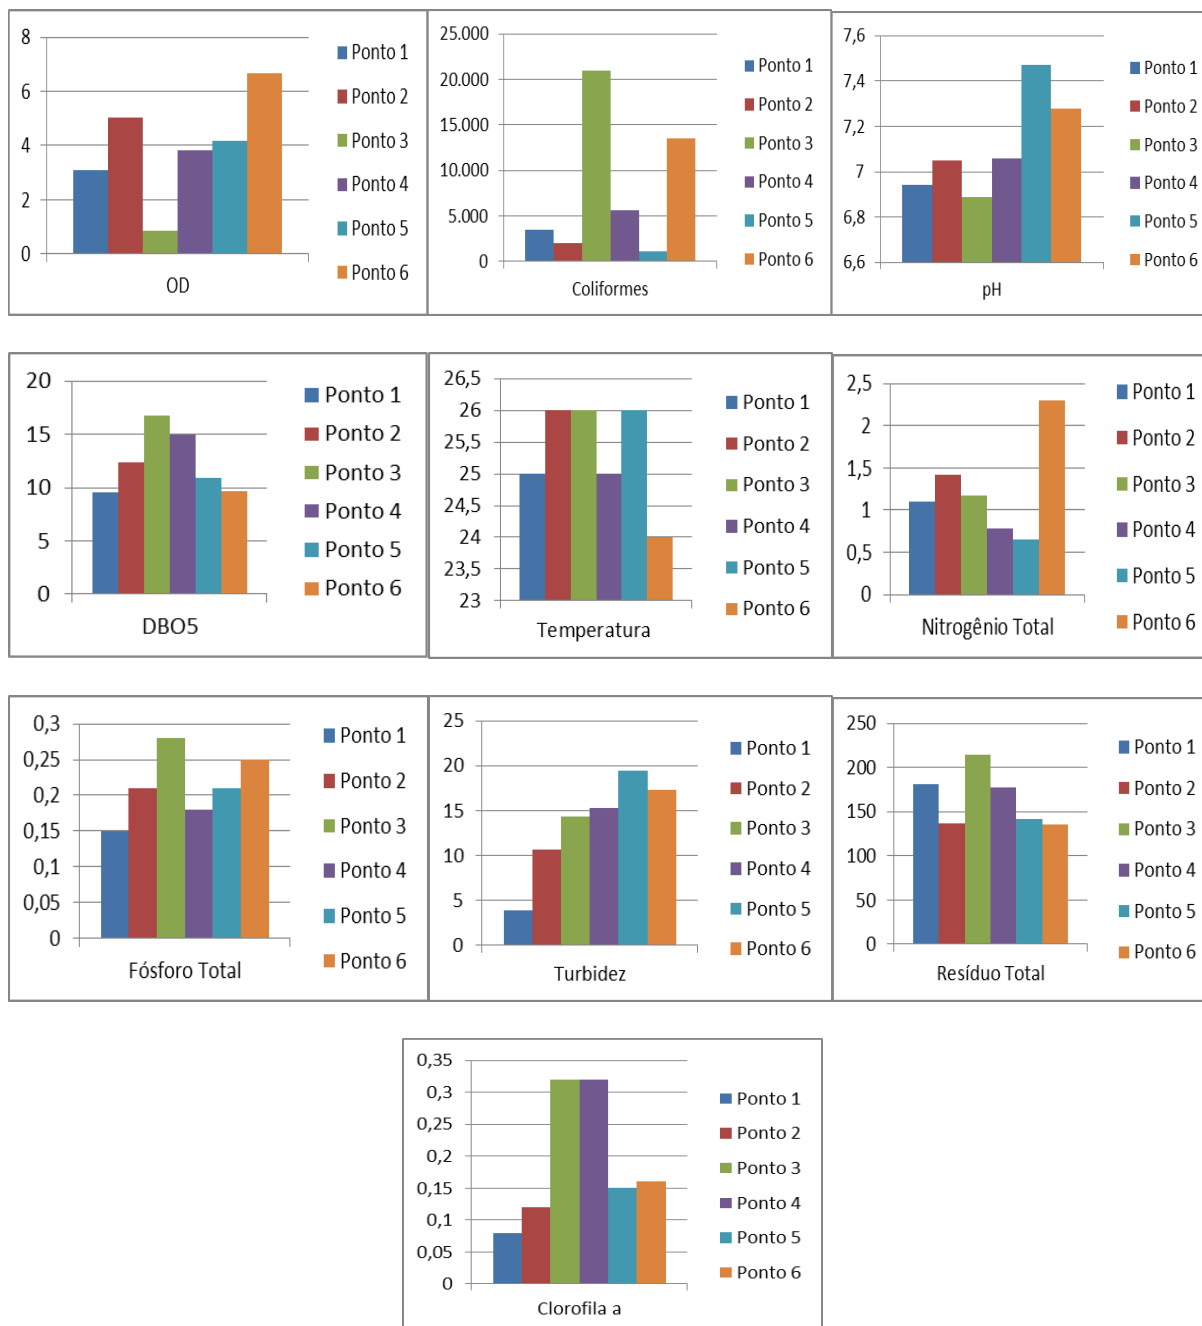 8
6
4
2
0
Ponto 1
Ponto 2
Ponto 3
Ponto 4
Ponto 5
Ponto 6
OD
25.000
20.000
15.000
10.000
5.000
0
Ponto 1
Ponto 2
Ponto 3
Ponto 4
Ponto 5
Ponto 6
Coliformes
7,6
7,4
7,2
7
6,8
6,6
Ponto 1
Ponto 2
Ponto 3
Ponto 4
Ponto 5
Ponto 6
pH
20
15
10
5
0
Ponto 1
Ponto 2
Ponto 3
Ponto 4
Ponto 5
Ponto 6
DBO5
26,5
26
25,5
25
24,5
24
23,5
23
Ponto 1
Ponto 2
Ponto 3
Ponto 4
Ponto 5
Ponto 6
Temperatura
2,5
2
1,5
1
0,5
0
Ponto 1
Ponto 2
Ponto 3
Ponto 4
Ponto 5
Ponto 6
Nitrogênio Total
0,3
0,25
0,2
0,15
0,1
0,05
0
Ponto 1
Ponto 2
Ponto 3
Ponto 4
Ponto 5
Ponto 6
Fósforo Total
25
20
15
10
5
0
Ponto 1
Ponto 2
Ponto 3
Ponto 4
Ponto 5
Ponto 6
Turbidez
250
200
150
100
50
0
Ponto 1
Ponto 2
Ponto 3
Ponto 4
Ponto 5
Ponto 6
Resíduo Total
0,35
0,3
0,25
0,2
0,15
0,1
0,05
0
Ponto 1
Ponto 2
Ponto 3
Ponto 4
Ponto 5
Ponto 6
Clorofila a